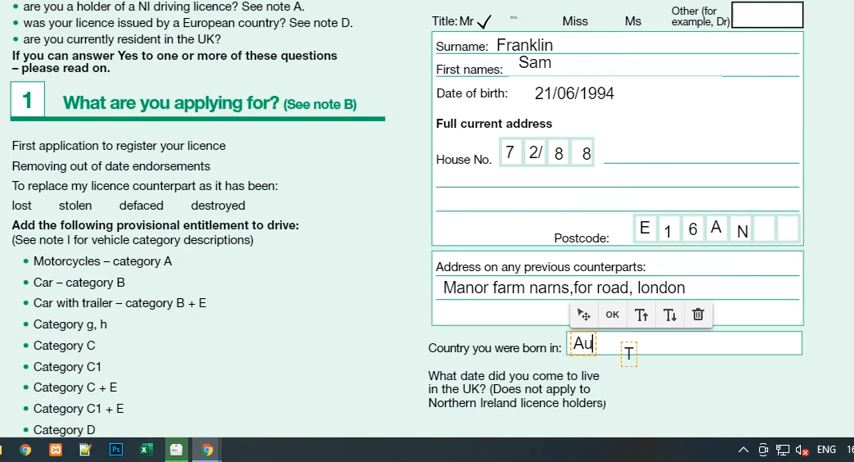 are you a holder of a NI driving licence? See note A.
• was your licence issued by a European country? See note D.
• are you currently resident in the UK?
If you can answer Yes to one or more of these questions
– please read on.
1 What are you applying for? (See note B)
First application to register your licence
Removing out of date endorsements
To replace my licence counterpart as it has been:
lost stolen defaced destroyed
Add the following provisional entitlement to drive:
(See note I for vehicle category descriptions)
• Motorcycles – category A
• Car – category B
• Car with trailer – category B + E
• Category g, h
• Category C
• Category C1
• Category C + E
• Category C1 + E
• Category D
Title: Mr ✓ Miss Ms Other (for
example, Dr)
Surname: Franklin
First names: Sam
Date of birth: 21/06/1994
Full current address
House No. 7 2/ 8 8
Postcode: E 1 6 A N
Address on any previous counterparts:
Manor farm narns,for road, london
OK T↑ T↓
Country you were born in: Au T
What date did you come to live
in the UK? (Does not apply to
Northern Ireland licence holders)
Ps ENG 16